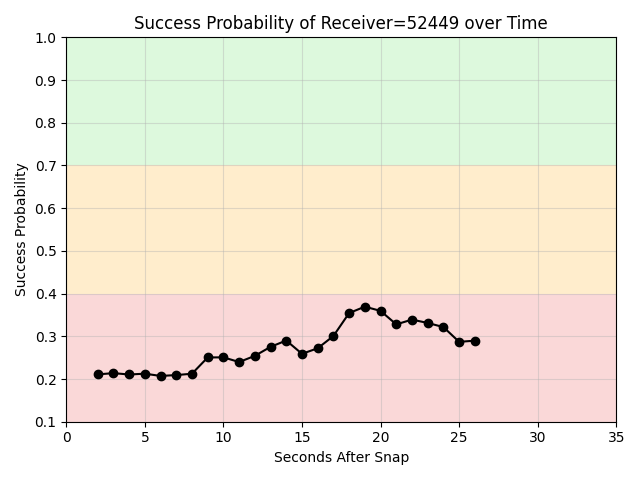 Success Probability of Receiver=52449 over Time
1.0
0.9
0.8
0.7
0.6
0.5
0.4
0.3
0.2
0.1
Success Probability
0 5 10 15 20 25 30 35
Seconds After Snap